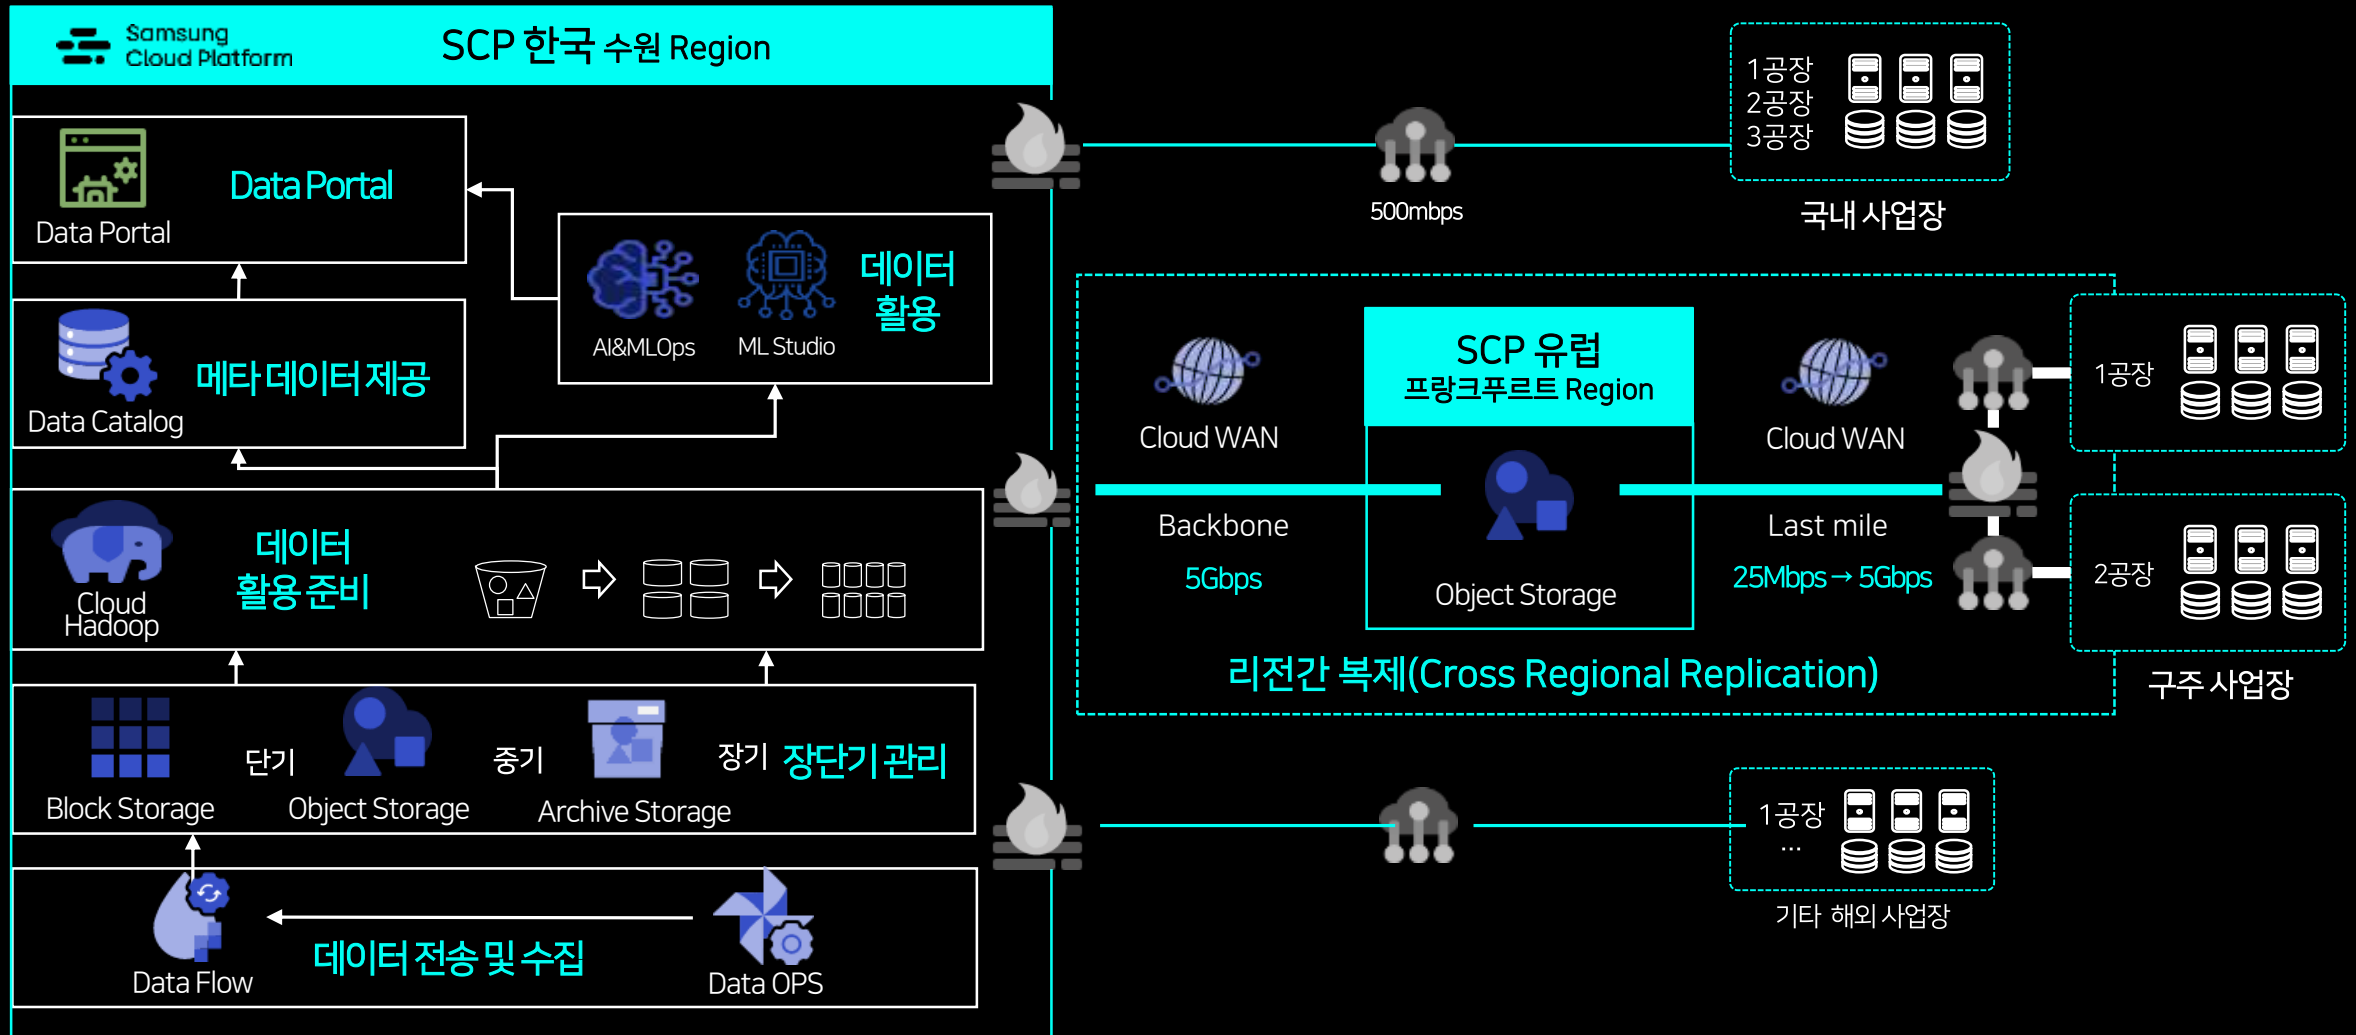 Samsung
Cloud Platform
SCP 한국 수원 Region
Data Portal
Data Portal
AI&MLOps
ML Studio
데이터
활용
메타 데이터 제공
Data Catalog
Cloud
Hadoop
데이터
활용 준비
Block Storage
단기
Object Storage
중기
Archive Storage
장기
장단기 관리
Data Flow
데이터 전송 및 수집
Data OPS
500mbps
1공장
2공장
3공장
국내 사업장
Cloud WAN
Backbone
5Gbps
SCP 유럽
프랑크푸르트 Region
Object Storage
Cloud WAN
Last mile
25Mbps → 5Gbps
리전간 복제(Cross Regional Replication)
1공장
2공장
구주 사업장
1공장
...
기타 해외 사업장